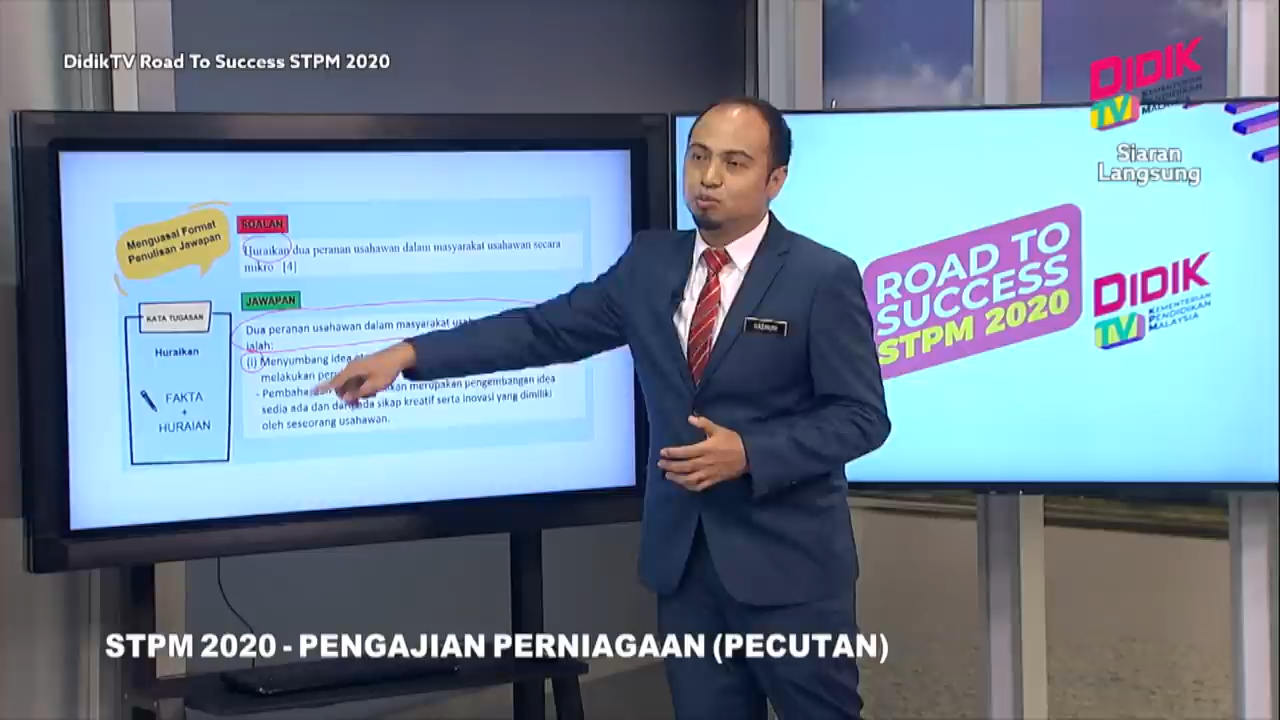 DidikTV Road To Success STPM 2020
DIDIK
TV KEMENTERIAN
PENDIDIKAN
MALAYSIA
Siaran
Langsung
Menguasai Format
Penulisan Jawapan
SOALAN
Huraikan dua peranan usahawan dalam masyarakat usahawan secara
mikro [4]
JAWAPAN
Dua peranan usahawan dalam masyarakat
ialah:
(i) Menyumbang idea
melakukan
- merupakan pengembangan idea
sedia ada dan daripada sikap kreatif serta inovasi yang dimiliki
oleh seseorang usahawan.
KATA TUGASAN
Huraikan
FAKTA
+
HURAIAN
ROAD TO
SUCCESS
STPM 2020
DIDIK
TV KEMENTERIAN
PENDIDIKAN
MALAYSIA
STPM 2020 - PENGAJIAN PERNIAGAAN (PECUTAN)